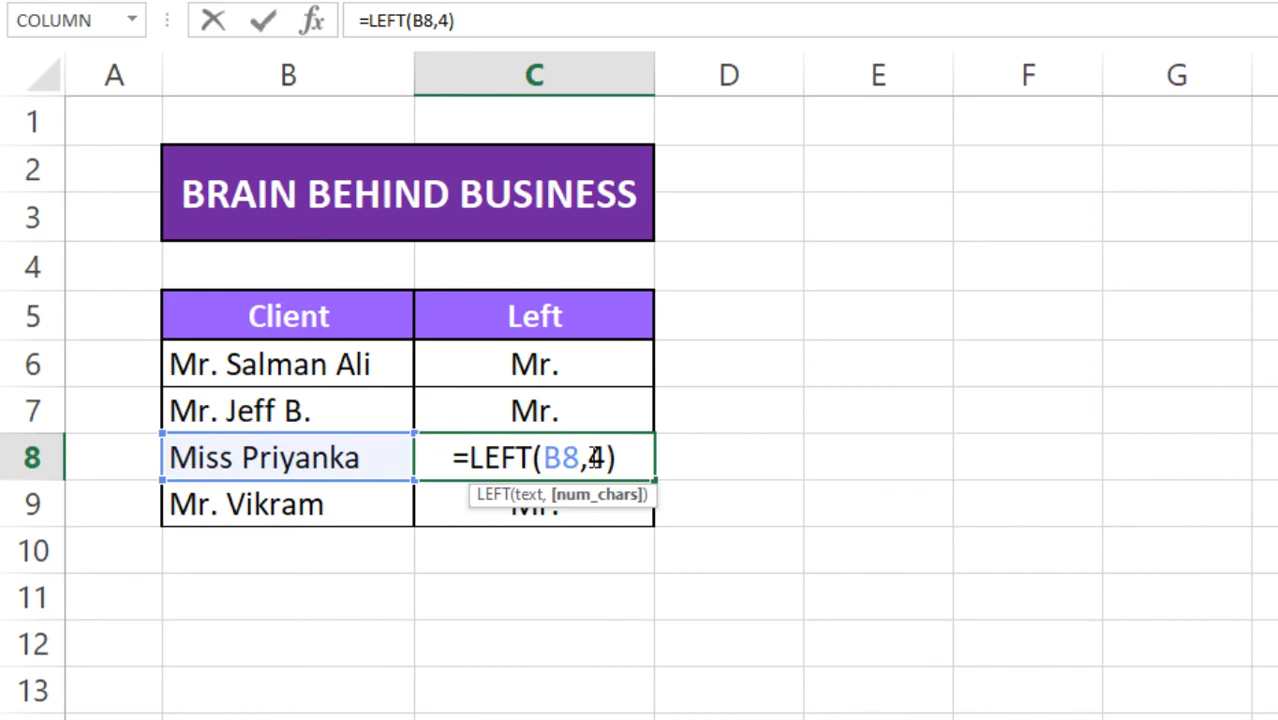 COLUMN
fx
=LEFT(B8,4)
A B C D E F G
1
2
3
BRAIN BEHIND BUSINESS
4
5 Client Left
6 Mr. Salman Ali Mr.
7 Mr. Jeff B. Mr.
8 Miss Priyanka =LEFT(B8,4)
LEFT(text, [num_chars])
9 Mr. Vikram Mr.
10
11
12
13